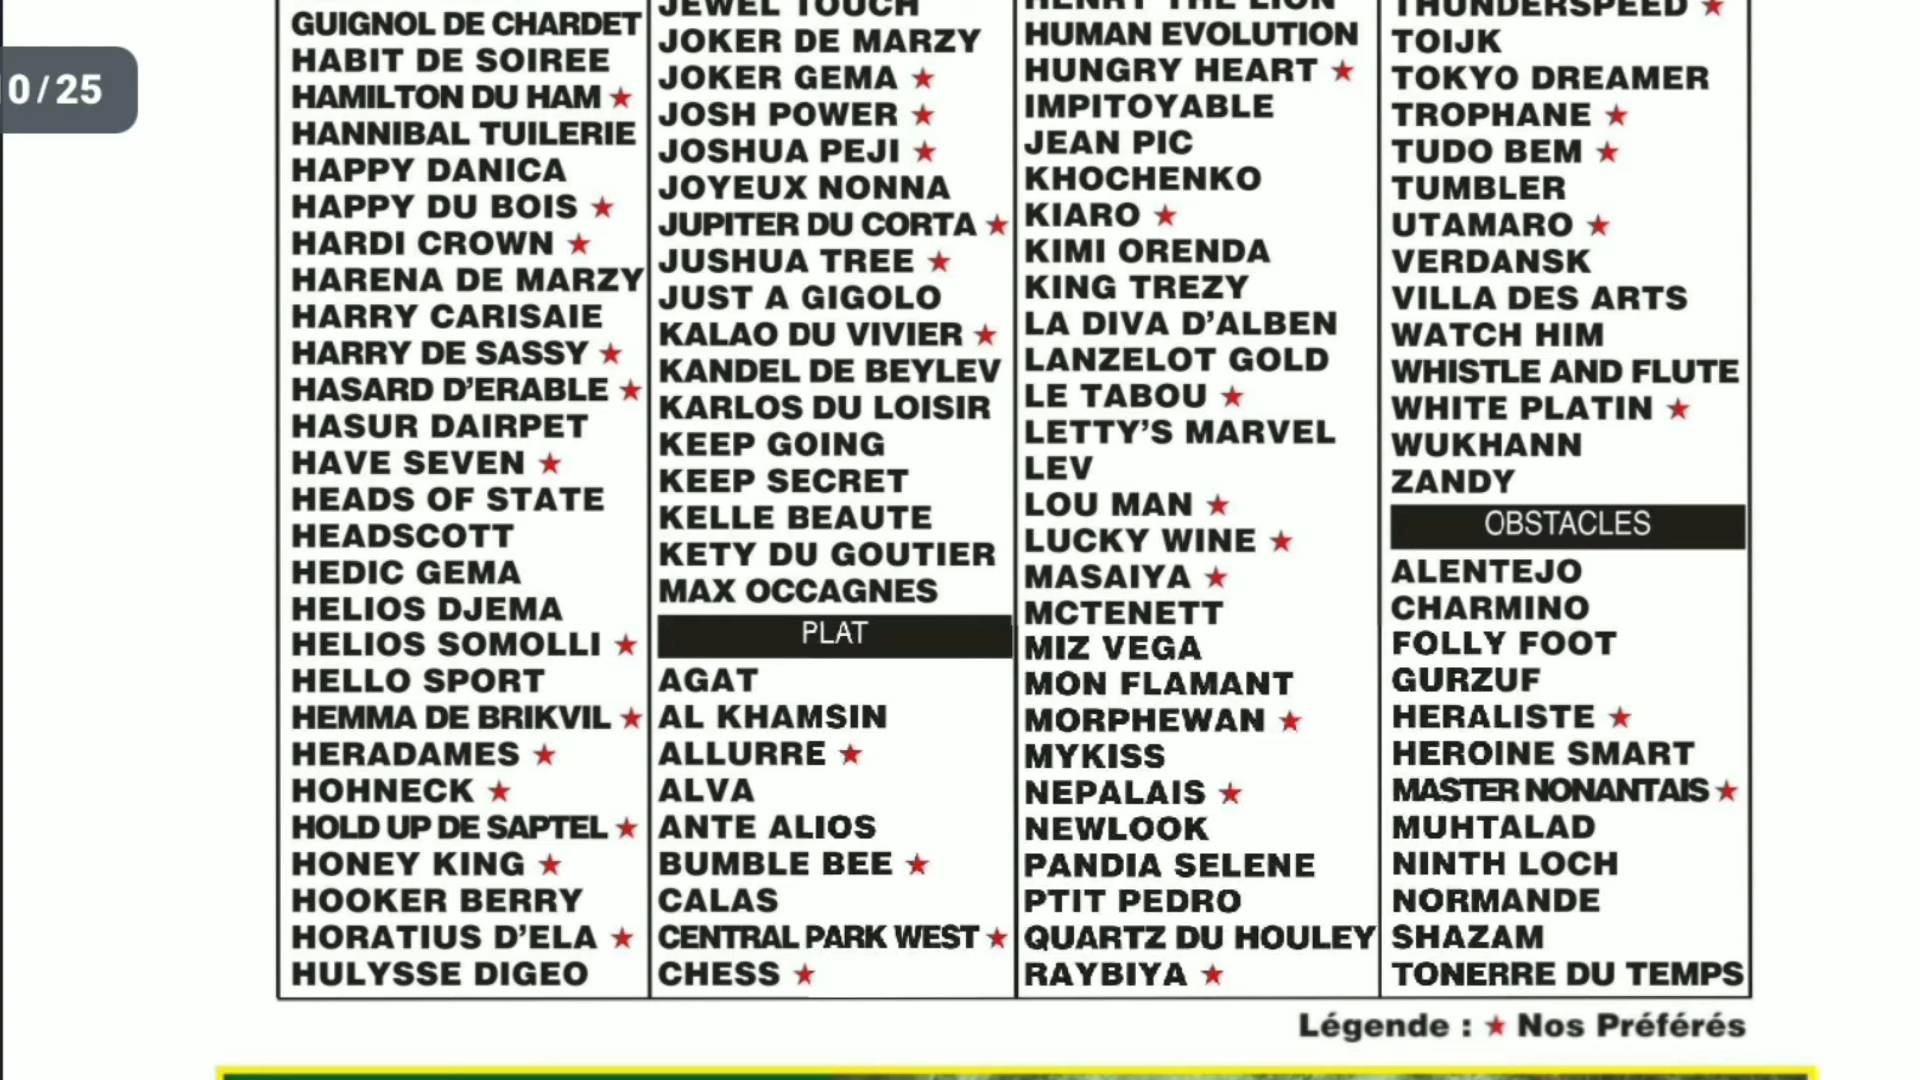 0/25
GUIGNOL DE CHARDET
HABIT DE SOIREE
HAMILTON DU HAM ★
HANNIBAL TUILERIE
HAPPY DANICA
HAPPY DU BOIS ★
HARDI CROWN ★
HARENA DE MARZY
HARRY CARISAIE
HARRY DE SASSY ★
HASARD D'ERABLE ★
HASUR DAIRPET
HAVE SEVEN ★
HEADS OF STATE
HEADSCOTT
HEDIC GEMA
HELIOS DJEMA
HELIOS SOMOLLI ★
HELLO SPORT
HEMMA DE BRIKVIL ★
HERADAMES ★
HOHNECK ★
HOLD UP DE SAPTEL ★
HONEY KING ★
HOOKER BERRY
HORATIUS D'ELA ★
HULYSSE DIGEO
JEWEL TOUCH
JOKER DE MARZY
JOKER GEMA ★
JOSH POWER ★
JOSHUA PEJI ★
JOYEUX NONNA
JUPITER DU CORTA ★
JUSHUA TREE ★
JUST A GIGOLO
KALAO DU VIVIER ★
KANDEL DE BEYLEV
KARLOS DU LOISIR
KEEP GOING
KEEP SECRET
KELLE BEAUTE
KETY DU GOUTIER
MAX OCCAGNES
PLAT
AGAT
AL KHAMSIN
ALLURRE ★
ALVA
ANTE ALIOS
BUMBLE BEE ★
CALAS
CENTRAL PARK WEST ★
CHESS ★
HENRY THE LION
HUMAN EVOLUTION
HUNGRY HEART ★
IMPITOYABLE
JEAN PIC
KHOCHENKO
KIARO ★
KIMI ORENDA
KING TREZY
LA DIVA D'ALBEN
LANZELOT GOLD
LE TABOU ★
LETTY'S MARVEL
LEV
LOU MAN ★
LUCKY WINE ★
MASAIYA ★
MCTENETT
MIZ VEGA
MON FLAMANT
MORPHEWAN ★
MYKISS
NEPALAIS ★
NEWLOOK
PANDIA SELENE
PTIT PEDRO
QUARTZ DU HOULEY
RAYBIYA ★
THUNDERSPEED ★
TOIJK
TOKYO DREAMER
TROPHANE ★
TUDO BEM ★
TUMBLER
UTAMARO ★
VERDANSK
VILLA DES ARTS
WATCH HIM
WHISTLE AND FLUTE
WHITE PLATIN ★
WUKHANN
ZANDY
OBSTACLES
ALENTEJO
CHARMINO
FOLLY FOOT
GURZUF
HERALISTE ★
HEROINE SMART
MASTER NONANTAIS ★
MUHTALAD
NINTH LOCH
NORMANDE
SHAZAM
TONERRE DU TEMPS
Légende : ★ Nos Préférés